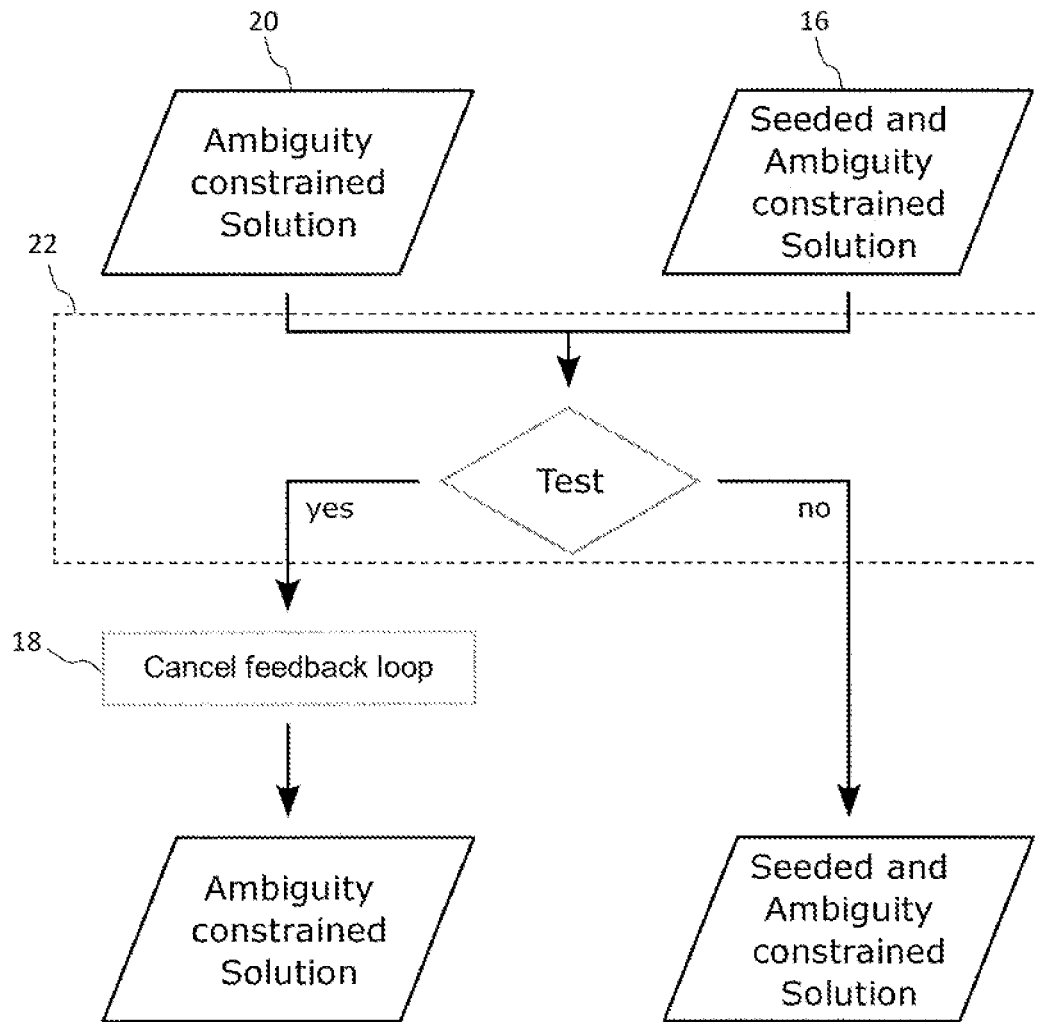 20
16
Ambiguity
constrained
Solution
Seeded and
Ambiguity
constrained
Solution
22
Test
yes
no
18
Cancel feedback loop
Ambiguity
constrained
Solution
Seeded and
Ambiguity
constrained
Solution